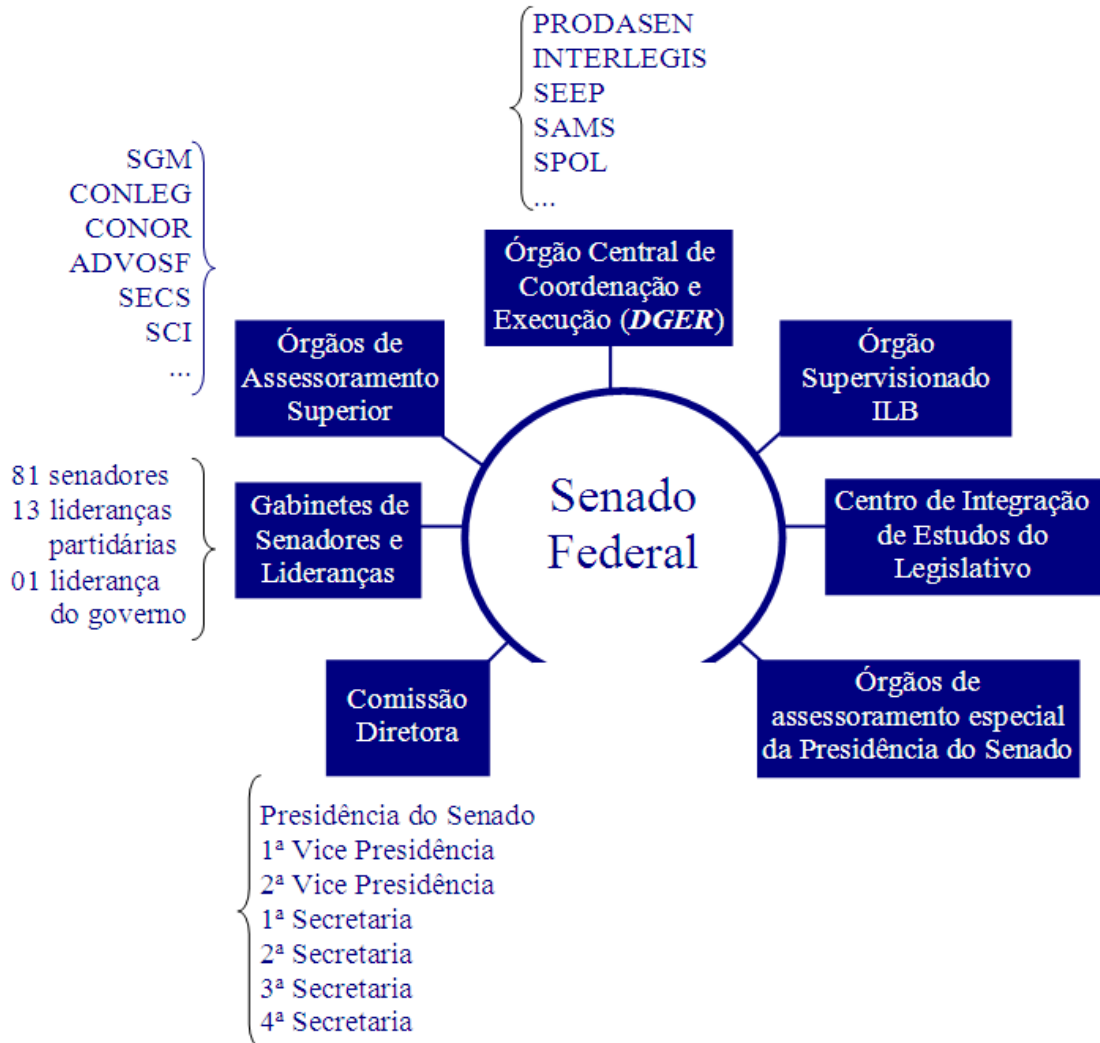 PRODASEN
INTERLEGIS
SEEP
SAMS
SPOL
...
SGM
CONLEG
CONOR
ADVOSF
SECS
SCI
...
Órgão Central de
Coordenação e
Execução (DGER)
Órgãos de
Assessoramento
Superior
Órgão
Supervisionado
ILB
81 senadores
13 lideranças
partidárias
01 liderança
do governo
Gabinetes de
Senadores e
Lideranças
Senado
Federal
Centro de Integração
de Estudos do
Legislativo
Comissão
Diretora
Órgãos de
assessoramento especial
da Presidência do Senado
Presidência do Senado
1ª Vice Presidência
2ª Vice Presidência
1ª Secretaria
2ª Secretaria
3ª Secretaria
4ª Secretaria